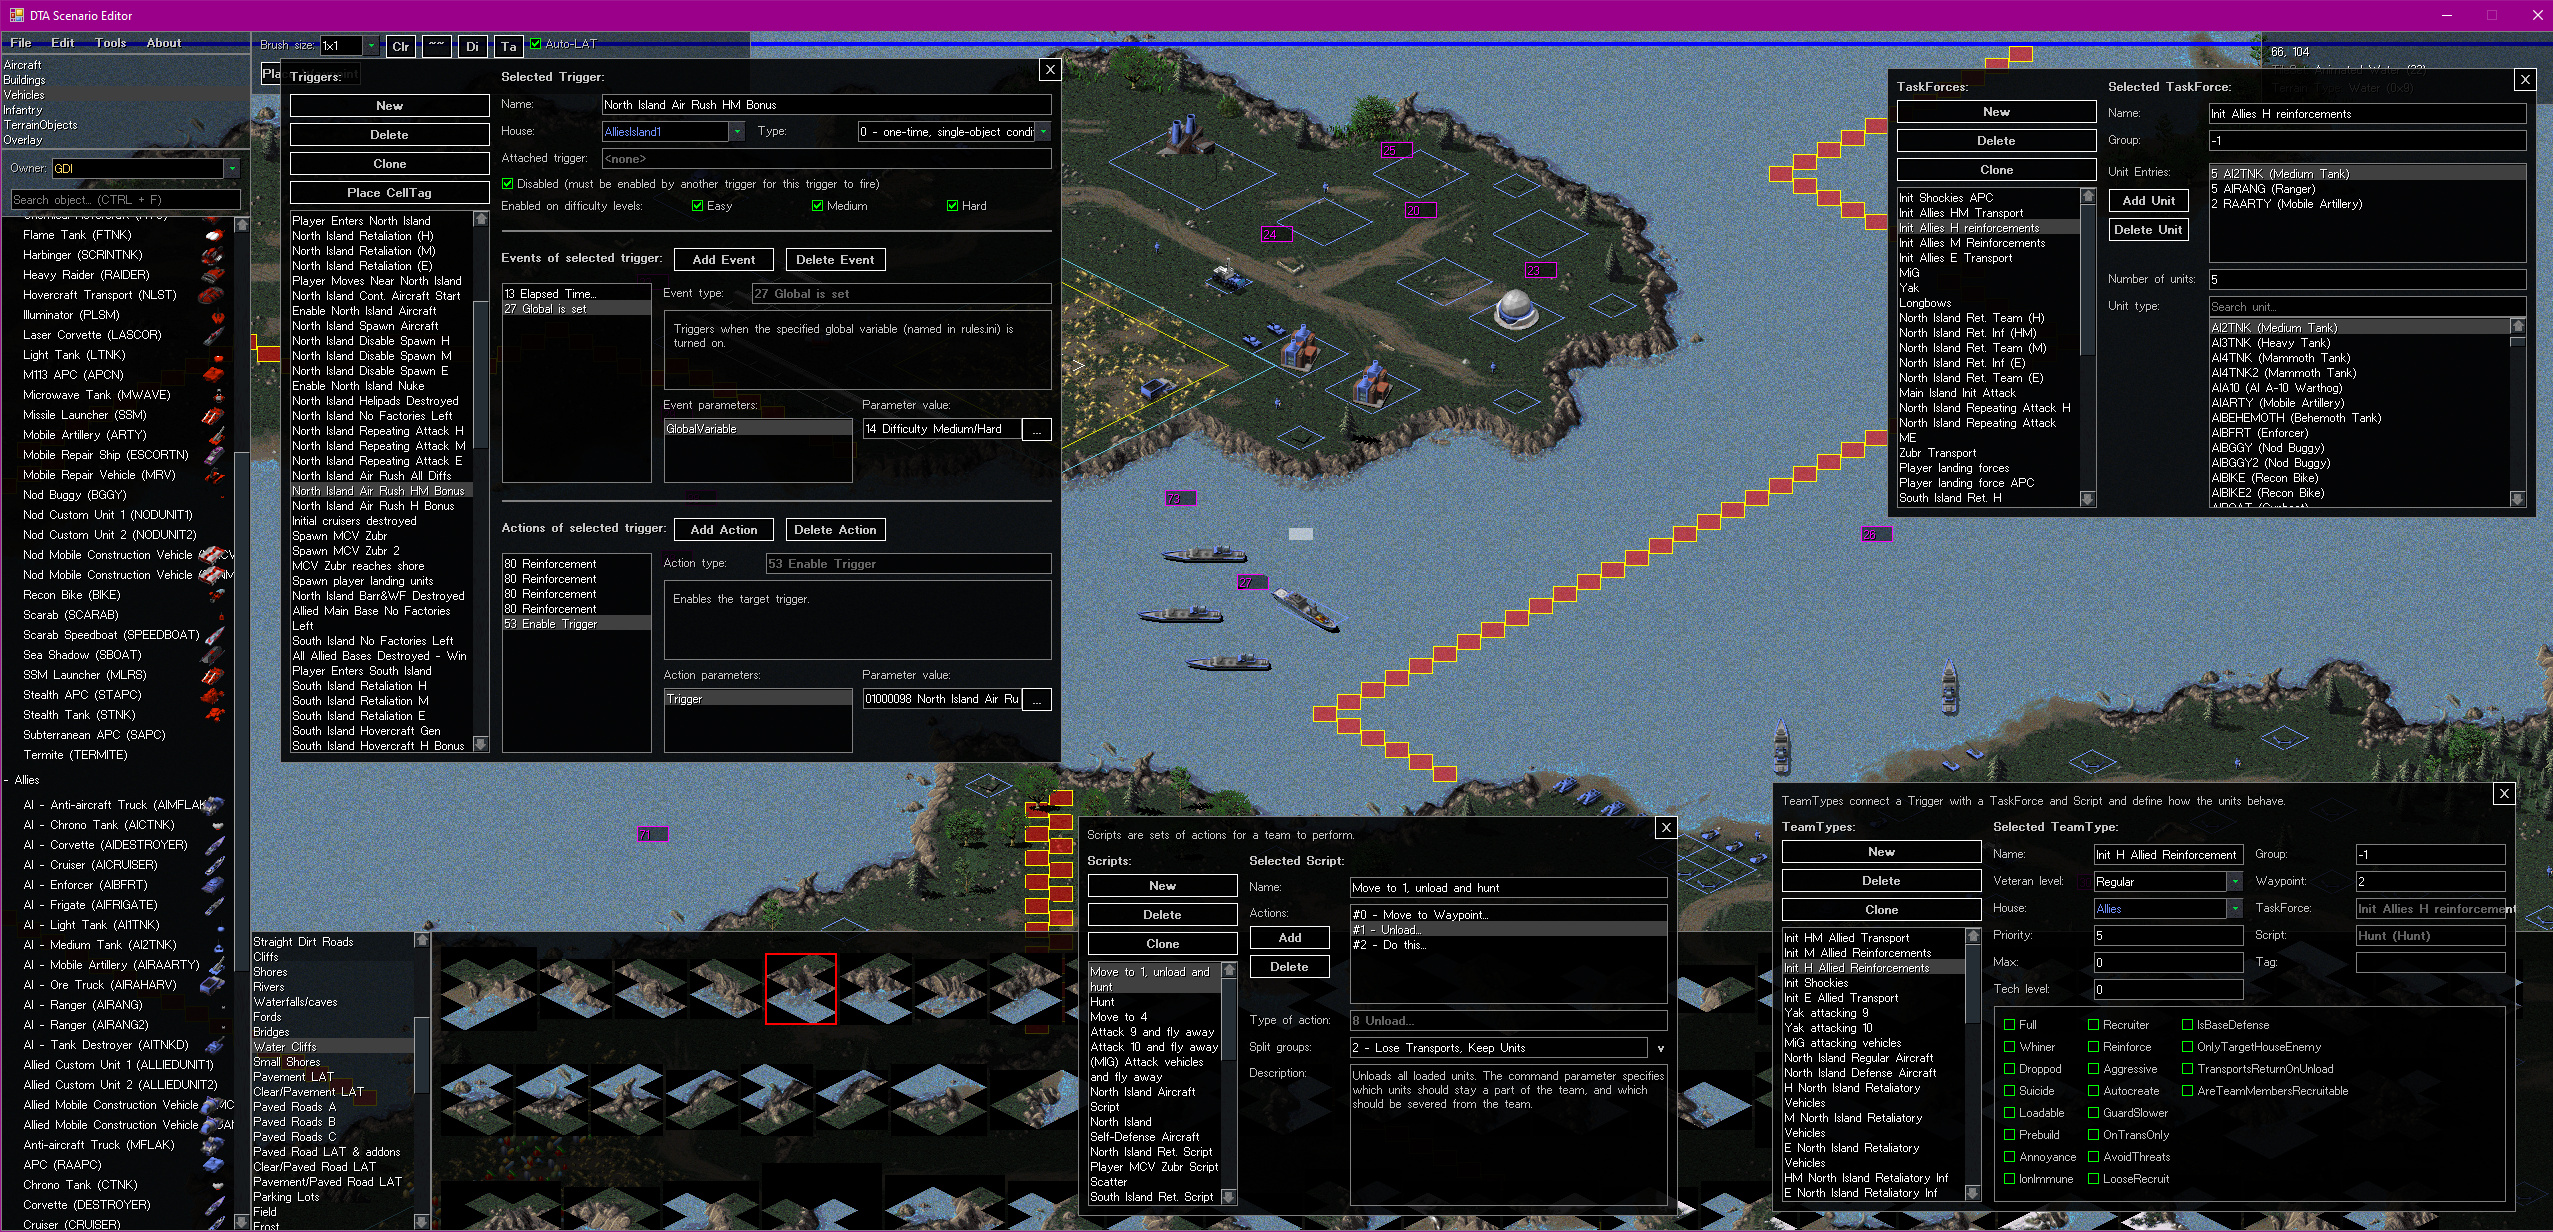 DTA Scenario Editor
File Edit Tools About
Aircraft
Buildings
Vehicles
Infantry
TerrainObjects
Overlay
Owner: GDI
Search object... (CTRL + F)
Flame Tank (FTNK)
Harbinger (SCRINTNK)
Heavy Raider (RAIDER)
Hovercraft Transport (NLST)
Illuminator (PLSM)
Laser Corvette (LASCOR)
Light Tank (LTNK)
M113 APC (APCN)
Microwave Tank (MWAVE)
Missile Launcher (SSM)
Mobile Artillery (ARTY)
Mobile Repair Ship (ESCORTN)
Mobile Repair Vehicle (MRV)
Nod Buggy (BGGY)
Nod Custom Unit 1 (NODUNIT1)
Nod Custom Unit 2 (NODUNIT2)
Nod Mobile Construction Vehicle
Nod Mobile Construction Vehicle
Recon Bike (BIKE)
Scarab (SCARAB)
Scarab Speedboat (SPEEDBOAT)
Sea Shadow (SBOAT)
SSM Launcher (MLRS)
Stealth APC (STAPC)
Stealth Tank (STNK)
Subterranean APC (SAPC)
Termite (TERMITE)
- Allies
AI - Anti-aircraft Truck (AIMFLAK
AI - Chrono Tank (AICTNK)
AI - Corvette (AIDESTROYER)
AI - Cruiser (AICRUISER)
AI - Enforcer (AIBFRT)
AI - Frigate (AIFRIGATE)
AI - Light Tank (AI1TNK)
AI - Medium Tank (AI2TNK)
AI - Mobile Artillery (AIRAARTY)
AI - Ore Truck (AIRAHARV)
AI - Ranger (AIRANG)
AI - Ranger (AIRANG2)
AI - Tank Destroyer (AITNKD)
Allied Custom Unit 1 (ALLIEDUNIT1)
Allied Custom Unit 2 (ALLIEDUNIT2)
Allied Mobile Construction Vehicle
Allied Mobile Construction Vehicle
Anti-aircraft Truck (MFLAK)
APC (RAAPC)
Chrono Tank (CTNK)
Corvette (DESTROYER)
Cruiser (CRUISER)
Brush size: 1x1 Clr ~~ Di Ta Auto-LAT
Triggers:
New
Delete
Clone
Place CellTag
Player Enters North Island
North Island Retaliation (H)
North Island Retaliation (M)
North Island Retaliation (E)
Player Moves Near North Island
North Island Cont. Aircraft Start
Enable North Island Aircraft
North Island Spawn Aircraft
North Island Disable Spawn H
North Island Disable Spawn M
North Island Disable Spawn E
Enable North Island Nuke
North Island Helipads Destroyed
North Island No Factories Left
North Island Repeating Attack H
North Island Repeating Attack M
North Island Repeating Attack E
North Island Air Rush All Diffs
North Island Air Rush HM Bonus
North Island Air Rush H Bonus
Initial cruisers destroyed
Spawn MCV Zubr
Spawn MCV Zubr 2
MCV Zubr reaches shore
Spawn player landing units
North Island Barr&WF Destroyed
Allied Main Base No Factories
Left
South Island No Factories Left
All Allied Bases Destroyed - Win
Player Enters South Island
South Island Retaliation H
South Island Retaliation M
South Island Retaliation E
South Island Hovercraft Gen
South Island Hovercraft H Bonus
Selected Trigger:
X
Name: North Island Air Rush HM Bonus
House: AlliesIsland1 Type: 0 - one-time, single-object condi
Attached trigger: <none>
Disabled (must be enabled by another trigger for this trigger to fire)
Enabled on difficulty levels: Easy Medium Hard
Events of selected trigger: Add Event Delete Event
13 Elapsed Time...
27 Global is set
Event type: 27 Global is set
Triggers when the specified global variable (named in rules.ini) is
turned on.
Event parameters: Parameter value:
GlobalVariable 14 Difficulty Medium/Hard ...
Actions of selected trigger: Add Action Delete Action
80 Reinforcement
80 Reinforcement
80 Reinforcement
80 Reinforcement
53 Enable Trigger
Action type: 53 Enable Trigger
Enables the target trigger.
Action parameters: Parameter value:
Trigger 01000098 North Island Air Ru ...
25
20
24
23
73
27
26
71
66, 104
TaskForces:
New
Delete
Clone
Init Shockies APC
Init Allies HM Transport
Init Allies H reinforcements
Init Allies M Reinforcements
Init Allies E Transport
MiG
Yak
Longbows
North Island Ret. Team (H)
North Island Ret. Inf (HM)
North Island Ret. Team (M)
North Island Ret. Inf (E)
North Island Ret. Team (E)
Main Island Init Attack
North Island Repeating Attack H
North Island Repeating Attack
ME
Zubr Transport
Player landing forces
Player landing force APC
South Island Ret. H
Selected TaskForce:
X
Name: Init Allies H reinforcements
Group: -1
Unit Entries:
Add Unit
Delete Unit
5 AI2TNK (Medium Tank)
5 AIRANG (Ranger)
2 RAARTY (Mobile Artillery)
Number of units: 5
Unit type: Search unit...
AI2TNK (Medium Tank)
AI3TNK (Heavy Tank)
AI4TNK (Mammoth Tank)
AI4TNK2 (Mammoth Tank)
AIA10 (AI A-10 Warthog)
AIARTY (Mobile Artillery)
AIBEHEMOTH (Behemoth Tank)
AIBFRT (Enforcer)
AIBGGY (Nod Buggy)
AIBGGY2 (Nod Buggy)
AIBIKE (Recon Bike)
AIBIKE2 (Recon Bike)
Straight Dirt Roads
Cliffs
Shores
Rivers
Waterfalls/caves
Fords
Bridges
Water Cliffs
Small Shores
Pavement LAT
Clear/Pavement LAT
Paved Roads A
Paved Roads B
Paved Roads C
Paved Road LAT & addons
Clear/Paved Road LAT
Pavement/Paved Road LAT
Parking Lots
Field
Frost
Scripts are sets of actions for a team to perform.
X
Scripts:
New
Delete
Clone
Move to 1, unload and
hunt
Hunt
Move to 4
Attack 9 and fly away
Attack 10 and fly away
(MIG) Attack vehicles
and fly away
North Island Aircraft
Script
North Island
Self-Defense Aircraft
North Island Ret. Script
Player MCV Zubr Script
Scatter
South Island Ret. Script
Selected Script:
Name: Move to 1, unload and hunt
Actions:
Add
Delete
#0 - Move to Waypoint...
#1 - Unload...
#2 - Do this...
Type of action: 8 Unload...
Split groups: 2 - Lose Transports, Keep Units v
Description: Unloads all loaded units. The command parameter specifies
which units should stay a part of the team, and which
should be severed from the team.
TeamTypes connect a Trigger with a TaskForce and Script and define how the units behave.
X
TeamTypes:
New
Delete
Clone
Init HM Allied Transport
Init M Allied Reinforcements
Init H Allied Reinforcements
Init Shockies
Init E Allied Transport
Yak attacking 9
Yak attacking 10
MiG attacking vehicles
North Island Regular Aircraft
North Island Defense Aircraft
H North Island Retaliatory
Vehicles
M North Island Retaliatory
Vehicles
E North Island Retaliatory
Vehicles
HM North Island Retaliatory Inf
E North Island Retaliatory Inf
Selected TeamType:
Name: Init H Allied Reinforcement Group: -1
Veteran level: Regular Waypoint: 2
House: Allies TaskForce: Init Allies H reinforcement
Priority: 5 Script: Hunt (Hunt)
Max: 0 Tag:
Tech level: 0
Full Recruiter IsBaseDefense
Whiner Reinforce OnlyTargetHouseEnemy
Droppod Aggressive TransportsReturnOnUnload
Suicide Autocreate AreTeamMembersRecruitable
Loadable GuardSlower
Prebuild OnTransOnly
Annoyance AvoidThreats
IonImmune LooseRecruit